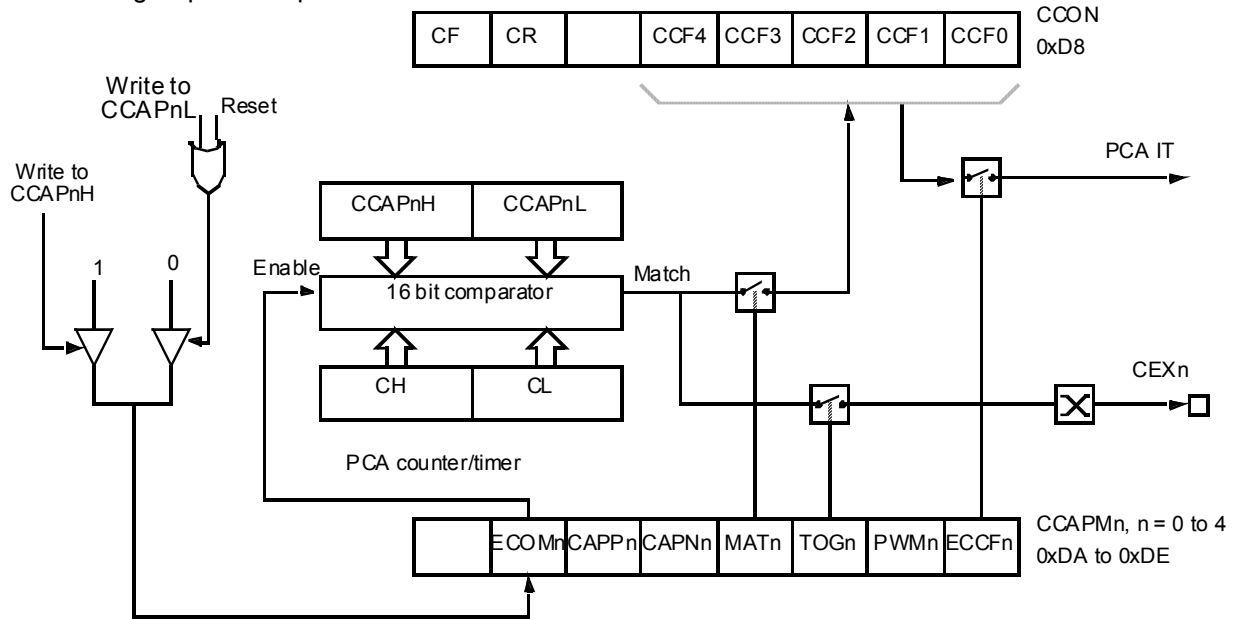 CF CR CCF4 CCF3 CCF2 CCF1 CCF0
CCON
0xD8
Write to
CCAPnL
Reset
Write to
CCAPnH
PCA IT
CCAPnH CCAPnL
1 0
Enable
16 bit comparator
Match
CH CL
CEXn
PCA counter/timer
ECOMn CAPPn CAPNn MATn TOGn PWMn ECCFn
CCAPMn, n = 0 to 4
0xDA to 0xDE